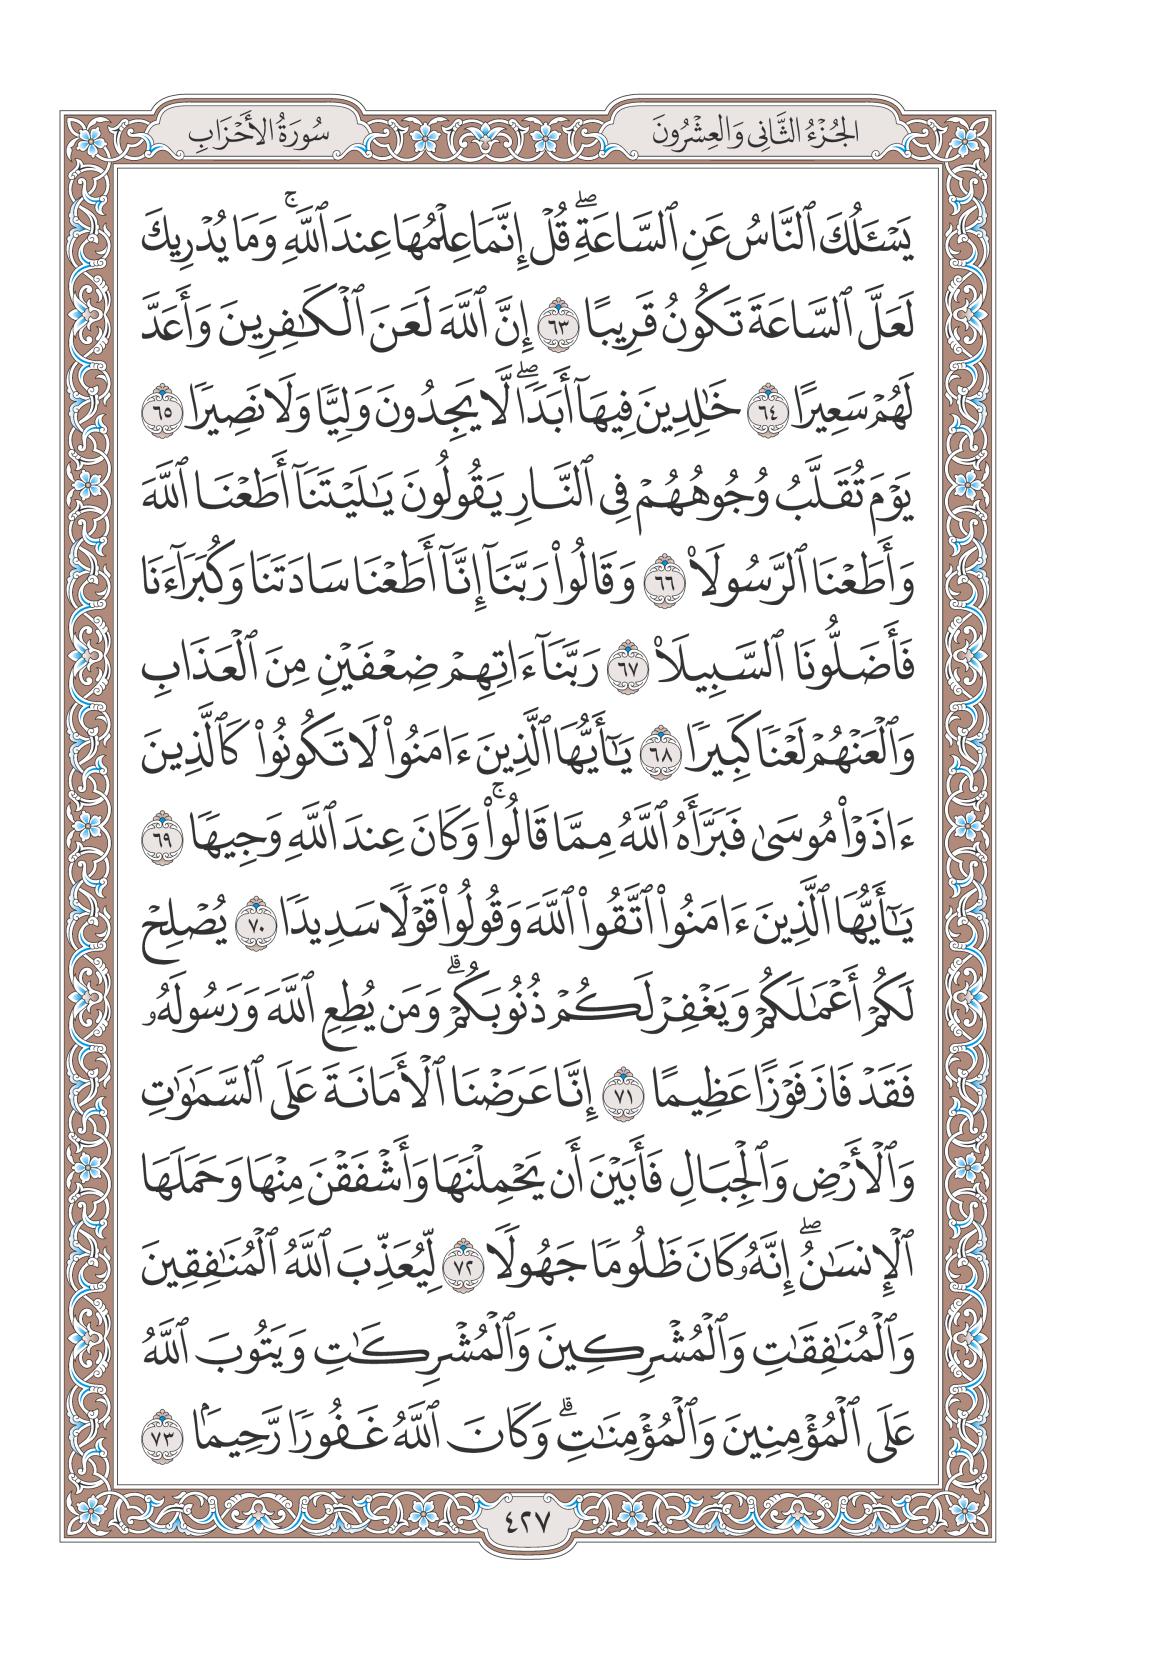 الجُزْءُ الثَّانِي وَالعِشْرُونَ
سُورَةُ الأَحْزَابِ
يَسْـَٔلُكَ ٱلنَّاسُ عَنِ ٱلسَّاعَةِۖ قُلْ إِنَّمَا عِلْمُهَا عِندَ ٱللَّهِۚ وَمَا يُدْرِيكَ
لَعَلَّ ٱلسَّاعَةَ تَكُونُ قَرِيبًا ٦٣ إِنَّ ٱللَّهَ لَعَنَ ٱلْكَـٰفِرِينَ وَأَعَدَّ
لَهُمْ سَعِيرًا ٦٤ خَـٰلِدِينَ فِيهَآ أَبَدًاۖ لَّا يَجِدُونَ وَلِيًّا وَلَا نَصِيرًا ٦٥
يَوْمَ تُقَلَّبُ وُجُوهُهُمْ فِى ٱلنَّارِ يَقُولُونَ يَـٰلَيْتَنَآ أَطَعْنَا ٱللَّهَ
وَأَطَعْنَا ٱلرَّسُولَا۠ ٦٦ وَقَالُوا۟ رَبَّنَآ إِنَّآ أَطَعْنَا سَادَتَنَا وَكُبَرَآءَنَا
فَأَضَلُّونَا ٱلسَّبِيلَا۠ ٦٧ رَبَّنَآ ءَاتِهِمْ ضِعْفَيْنِ مِنَ ٱلْعَذَابِ
وَٱلْعَنْهُمْ لَعْنًا كَبِيرًا ٦٨ يَـٰٓأَيُّهَا ٱلَّذِينَ ءَامَنُوا۟ لَا تَكُونُوا۟ كَٱلَّذِينَ
ءَاذَوْا۟ مُوسَىٰ فَبَرَّأَهُ ٱللَّهُ مِمَّا قَالُوا۟ۚ وَكَانَ عِندَ ٱللَّهِ وَجِيهًا ٦٩
يَـٰٓأَيُّهَا ٱلَّذِينَ ءَامَنُوا۟ ٱتَّقُوا۟ ٱللَّهَ وَقُولُوا۟ قَوْلًا سَدِيدًا ٧٠ يُصْلِحْ
لَكُمْ أَعْمَـٰلَكُمْ وَيَغْفِرْ لَكُمْ ذُنُوبَكُمْۗ وَمَن يُطِعِ ٱللَّهَ وَرَسُولَهُۥ
فَقَدْ فَازَ فَوْزًا عَظِيمًا ٧١ إِنَّا عَرَضْنَا ٱلْأَمَانَةَ عَلَى ٱلسَّمَـٰوَٰتِ
وَٱلْأَرْضِ وَٱلْجِبَالِ فَأَبَيْنَ أَن يَحْمِلْنَهَا وَأَشْفَقْنَ مِنْهَا وَحَمَلَهَا
ٱلْإِنسَـٰنُۖ إِنَّهُۥ كَانَ ظَلُومًا جَهُولًا ٧٢ لِّيُعَذِّبَ ٱللَّهُ ٱلْمُنَـٰفِقِينَ
وَٱلْمُنَـٰفِقَـٰتِ وَٱلْمُشْرِكِينَ وَٱلْمُشْرِكَـٰتِ وَيَتُوبَ ٱللَّهُ
عَلَى ٱلْمُؤْمِنِينَ وَٱلْمُؤْمِنَـٰتِۗ وَكَانَ ٱللَّهُ غَفُورًا رَّحِيمًۢا ٧٣
٤٢٧